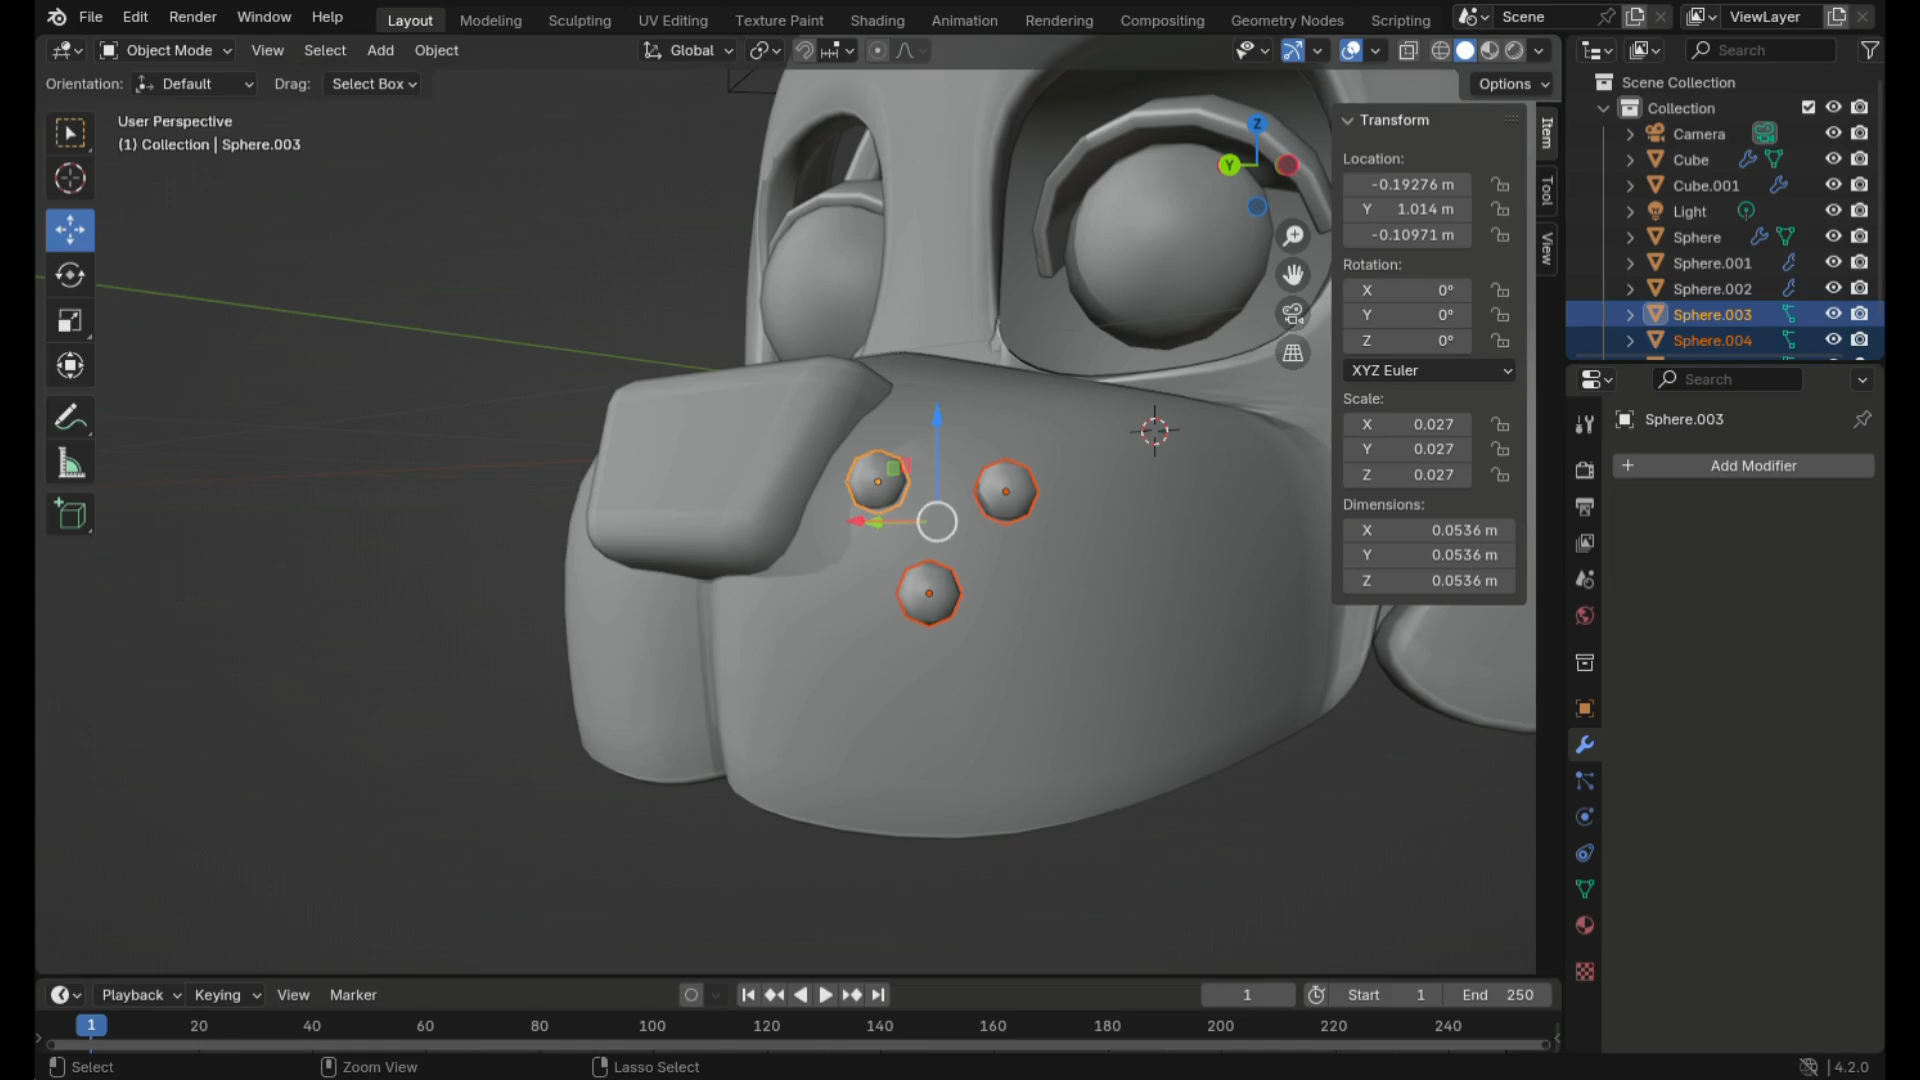 File Edit Render Window Help Layout Modeling Sculpting UV Editing Texture Paint Shading Animation Rendering Compositing Geometry Nodes Scripting Scene ViewLayer
Object Mode View Select Add Object Global Search
Orientation: Default Drag: Select Box Options
User Perspective
(1) Collection | Sphere.003
Z
Y
Transform
Location:
-0.19276 m
Y 1.014 m
-0.10971 m
Rotation:
X 0°
Y 0°
Z 0°
XYZ Euler
Scale:
X 0.027
Y 0.027
Z 0.027
Dimensions:
X 0.0536 m
Y 0.0536 m
Z 0.0536 m
Item
Tool
View
Scene Collection
Collection
Camera
Cube
Cube.001
Light
Sphere
Sphere.001
Sphere.002
Sphere.003
Sphere.004
Search
Sphere.003
+ Add Modifier
Playback Keying View Marker 1 Start 1 End 250
1 20 40 60 80 100 120 140 160 180 200 220 240
Select Zoom View Lasso Select 4.2.0